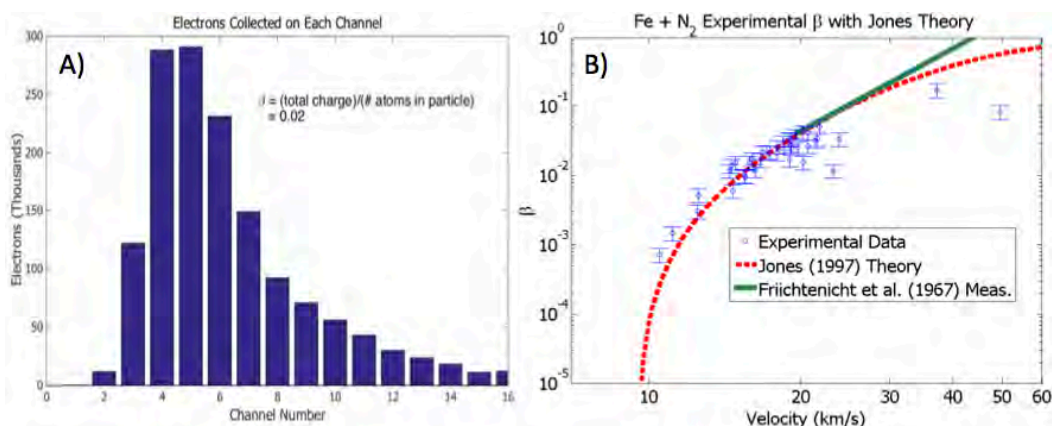 Electrons Collected on Each Channel
A)
β = (total charge)/(# atoms in particle)
= 0.02
Electrons (Thousands)
300
250
200
150
100
50
0
0 2 4 6 8 10 12 14 16
Channel Number
Fe + N₂ Experimental β with Jones Theory
B)
β
10⁰
10⁻¹
10⁻²
10⁻³
10⁻⁴
10⁻⁵
Experimental Data
Jones (1997) Theory
Friichtenicht et al. (1967) Meas.
10 20 30 40 50 60
Velocity (km/s)